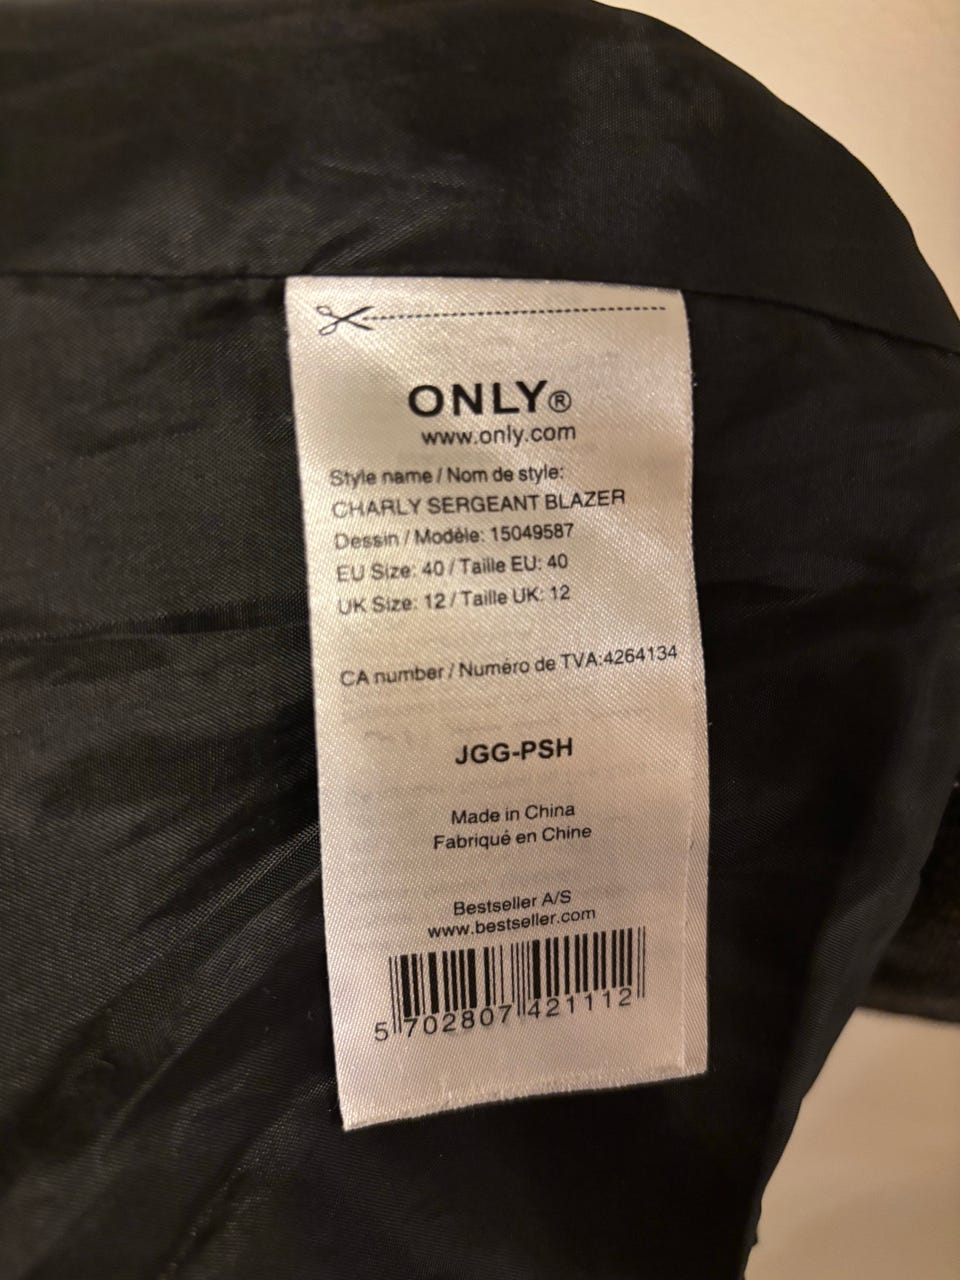 ONLY®
www.only.com
Style name / Nom de style:
CHARLY SERGEANT BLAZER
Dessin / Modéle: 15049587
EU Size: 40 / Taille EU: 40
UK Size: 12 / Taille UK: 12
CA number / Numéro de TVA:4264134
JGG-PSH
Made in China
Fabriqué en Chine
Bestseller A/S
www.bestseller.com
5 702807 421112